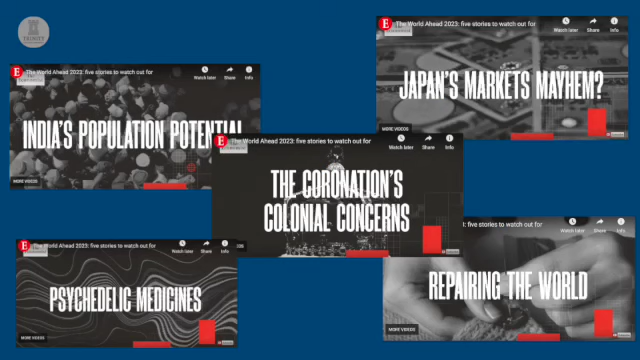 TRINITY
E The World Ahead 2023: five stories to watch out for
Watch later Share Info
INDIA'S POPULATION POTENTIAL
MORE VIDEOS
E The World Ahead 2023: five stories to watch out for
Watch later Share Info
JAPAN'S MARKETS MAYHEM?
MORE VIDEOS
E The World Ahead 2023: five stories to watch out for
Watch later Share Info
THE CORONATION'S
COLONIAL CONCERNS
E The World Ahead 2023: five stories to watch out for
Watch later Share Info
PSYCHEDELIC MEDICINES
MORE VIDEOS
five stories to watch out for
Watch later Share Info
REPAIRING THE WORLD
MORE VIDEOS